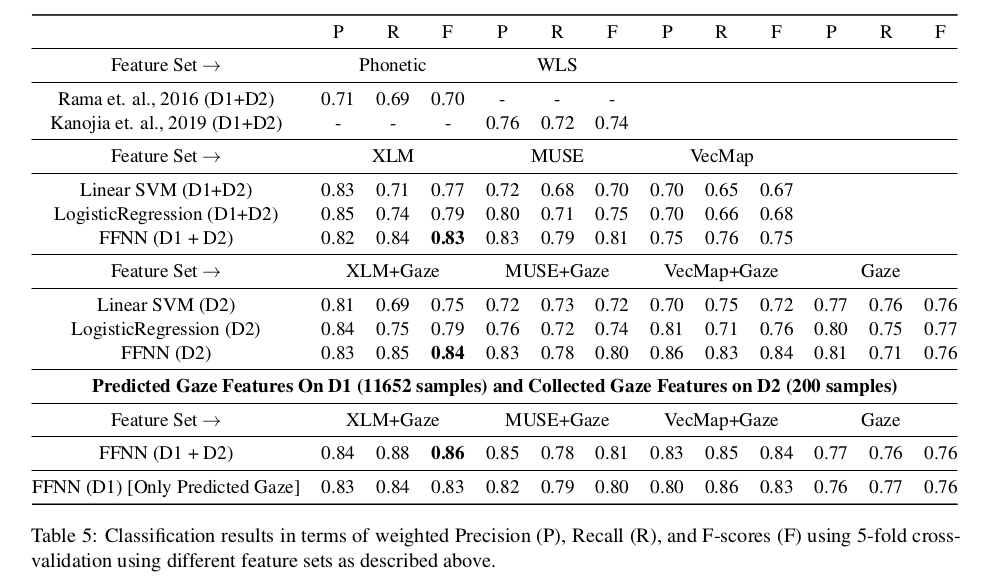 P R F P R F P R F P R F
Feature Set → Phonetic WLS
Rama et. al., 2016 (D1+D2) 0.71 0.69 0.70 - - -
Kanojia et. al., 2019 (D1+D2) - - - 0.76 0.72 0.74
Feature Set → XLM MUSE VecMap
Linear SVM (D1+D2) 0.83 0.71 0.77 0.72 0.68 0.70 0.70 0.65 0.67
LogisticRegression (D1+D2) 0.85 0.74 0.79 0.80 0.71 0.75 0.70 0.66 0.68
FFNN (D1 + D2) 0.82 0.84 0.83 0.83 0.79 0.81 0.75 0.76 0.75
Feature Set → XLM+Gaze MUSE+Gaze VecMap+Gaze Gaze
Linear SVM (D2) 0.81 0.69 0.75 0.72 0.73 0.72 0.70 0.75 0.72 0.77 0.76 0.76
LogisticRegression (D2) 0.84 0.75 0.79 0.76 0.72 0.74 0.81 0.71 0.76 0.80 0.75 0.77
FFNN (D2) 0.83 0.85 0.84 0.83 0.78 0.80 0.86 0.83 0.84 0.81 0.71 0.76
Predicted Gaze Features On D1 (11652 samples) and Collected Gaze Features on D2 (200 samples)
Feature Set → XLM+Gaze MUSE+Gaze VecMap+Gaze Gaze
FFNN (D1 + D2) 0.84 0.88 0.86 0.85 0.78 0.81 0.83 0.85 0.84 0.77 0.76 0.76
FFNN (D1) [Only Predicted Gaze] 0.83 0.84 0.83 0.82 0.79 0.80 0.80 0.86 0.83 0.76 0.77 0.76
Table 5: Classification results in terms of weighted Precision (P), Recall (R), and F-scores (F) using 5-fold cross-
validation using different feature sets as described above.